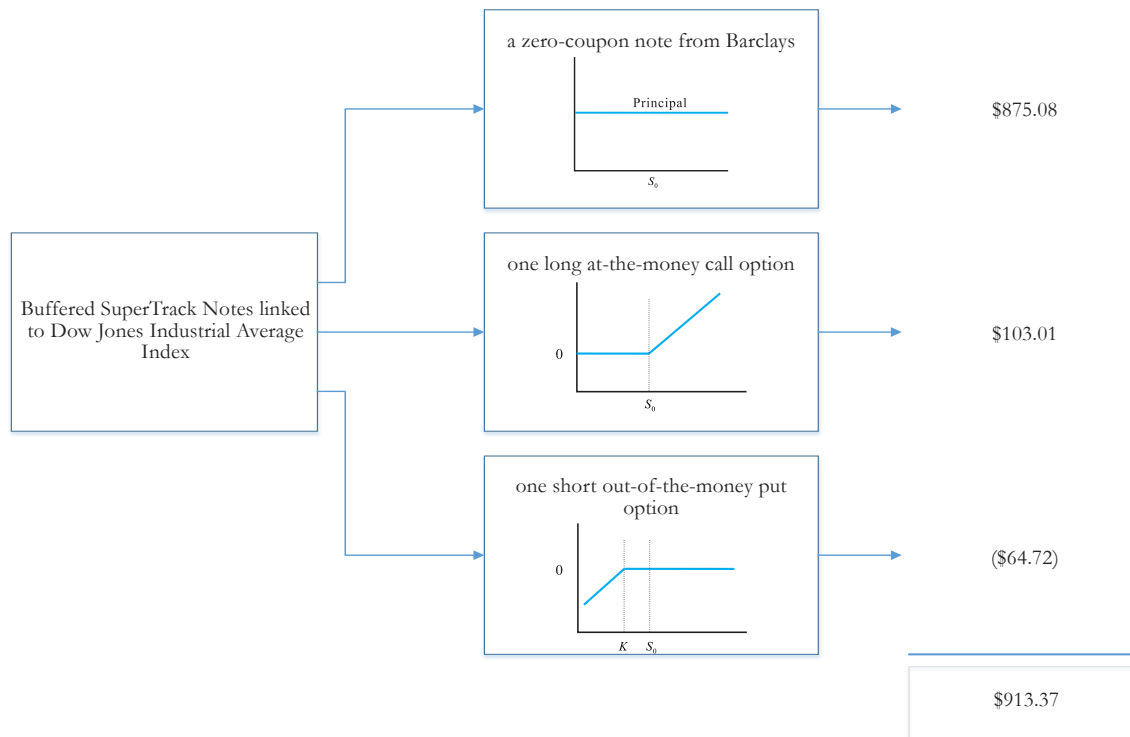 a zero-coupon note from Barclays
Principal
S₀
$875.08
Buffered SuperTrack Notes linked
to Dow Jones Industrial Average
Index
one long at-the-money call option
0
S₀
$103.01
one short out-of-the-money put
option
0
K S₀
($64.72)
$913.37